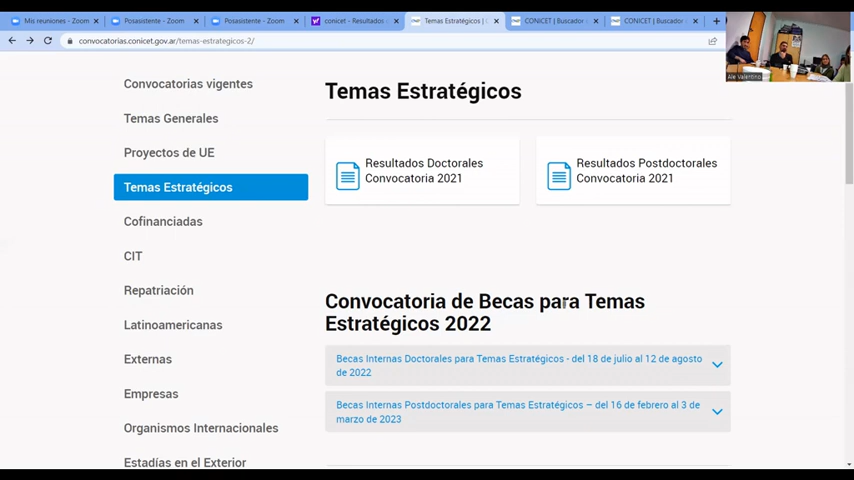 Mis reuniones - Zoom
Posasistente - Zoom
Posasistente - Zoom
conicet - Resultados
Temas Estratégicos |
CONICET | Buscador
CONICET | Buscador
convocatorias.conicet.gov.ar/temas-estrategicos-2/
Ale Valentino
Convocatorias vigentes
Temas Generales
Proyectos de UE
Temas Estratégicos
Cofinanciadas
CIT
Repatriación
Latinoamericanas
Externas
Empresas
Organismos Internacionales
Estadías en el Exterior
Temas Estratégicos
Resultados Doctorales
Convocatoria 2021
Resultados Postdoctorales
Convocatoria 2021
Convocatoria de Becas para Temas
Estratégicos 2022
Becas Internas Doctorales para Temas Estratégicos - del 18 de julio al 12 de agosto
de 2022
Becas Internas Postdoctorales para Temas Estratégicos – del 16 de febrero al 3 de
marzo de 2023